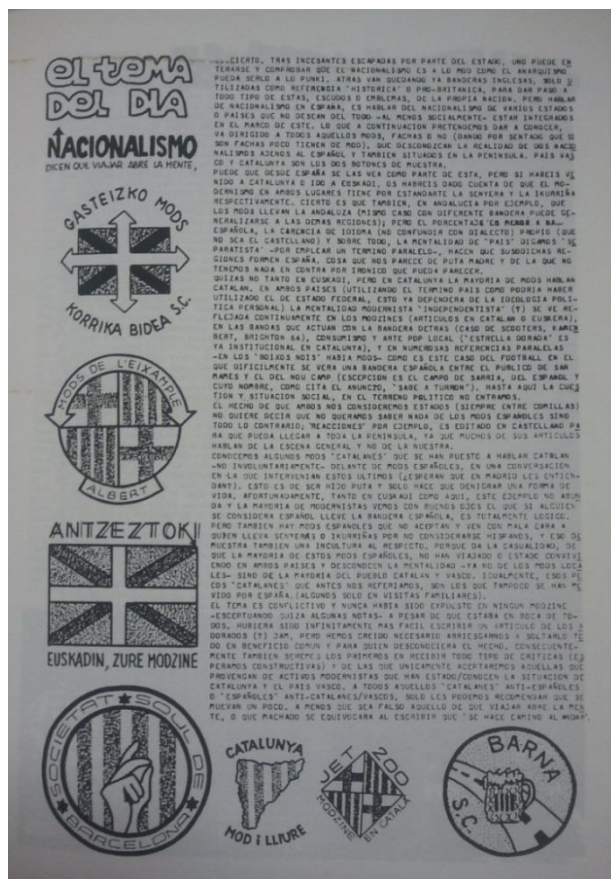 el tema
DEL DIA
NACIONALISMO
DICEN QUE VIAJAR ABRE LA MENTE,
...CIERTO, TRAS INCESANTES ESCAPADAS POR PARTE DEL ESTADO, UNO PUEDE EN
TERARSE Y COMPROBAR QUE EL NACIONALISMO ES A LO MOD COMO EL ANARQUISMO
PUEDA SERLO A LO PUNKI. ATRAS VAN QUEDANDO YA BANDERAS INGLESAS, SOLO U
TILIZADAS COMO REFERENCIA 'HISTORICA' O PRO-BRITANICA, PARA DAR PASO A
TODO TIPO DE ESTAS, ESCUDOS O EMBLEMAS, DE LA PROPIA NACION. PERO HABLAR
DE NACIONALISMO EN ESPAÑA, ES HABLAR DEL NACIONALISMO DE VARIOS ESTADOS
O PAISES QUE NO DESEAN DEL TODO -AL MENOS SOCIALMENTE- ESTAR INTEGRADOS
EN EL MARCO DE ESTE. LO QUE A CONTINUACION PRETENDEMOS DAR A CONOCER,
VA DIRIGIDO A TODOS AQUELLOS MODS, FACHAS O NO (DANDO POR SENTADO QUE SI
SON FACHAS POCO TIENEN DE MOD), QUE DESCONOZCAN LA REALIDAD DE DOS NACIO
NALISMOS AJENOS AL ESPAÑOL Y TAMBIEN SITUADOS EN LA PENINSULA. PAIS VAS
CO Y CATALUNYA SON LOS DOS BOTONES DE MUESTRA.
PUEDE QUE DESDE ESPAÑA SE LAS VEA COMO PARTE DE ESTA, PERO SI HABEIS VE
NIDO A CATALUNYA O IDO A EUSKADI, OS HABREIS DADO CUENTA DE QUE EL MO-
DERNISMO EN AMBOS LUGARES TIENE POR ESTANDARTE LA SENYERA Y LA IKURRIÑA
RESPECTIVAMENTE. CIERTO ES QUE TAMBIEN, EN ANDALUCIA POR EJEMPLO, QUE
LOS MODS LLEVAN LA ANDALUZA (MISMO CASO CON DIFERENTE BANDERA PUEDE GE-
NERALIZARSE A LAS DEMAS REGIONES); PERO EL PORCENTAJE
ESPAÑOLA, LA CARENCIA DE IDIOMA (NO CONFUNDIR CON DIALECTO) PROPIO (QUE
NO SEA EL CASTELLANO) Y SOBRE TODO, LA MENTALIDAD DE 'PAIS' DIGAMOS 'SE
PARATISTA' -POR EMPLEAR UN TERMINO PARALELO-, HACEN QUE SUSODICHAS RE-
GIONES FORMEN ESPAÑA. COSA QUE NOS PARECE DE PUTA MADRE Y DE LA QUE NO
TENEMOS NADA EN CONTRA POR IRONICO QUE PUEDA PARECER.
QUIZAS NO TANTO EN EUSKADI, PERO EN CATALUNYA LA MAYORIA DE MODS HABLAN
CATALAN. EN AMBOS PAISES (UTILIZANDO EL TERMINO PAIS COMO PODRIA HABER
UTILIZADO EL DE ESTADO FEDERAL, ESTO YA DEPENDERA DE LA IDEOLOGIA POLI-
TICA PERSONAL) LA MENTALIDAD MODERNISTA 'INDEPENDENTISTA' (?) SE VE RE-
FLEJADA CONTINUAMENTE EN LOS MODZINES (ARTICULOS EN CATALAN O EUSKERA),
EN LAS BANDAS QUE ACTUAN CON LA BANDERA DETRAS (CASO DE SCOOTERS, KAMEN
BERT, BRIGHTON 64), CONSUMISMO Y ARTE POP LOCAL ('ESTRELLA DORADA' ES
YA INSTITUCIONAL EN CATALUNYA), Y EN NUMEROSAS REFERENCIAS PARALELAS
-EN LOS 'BOIXOS NOIS' HABIA MODS- COMO ES ESTE CASO DEL FOOTBALL EN EL
QUE DIFICILMENTE SE VERA UNA BANDERA ESPAÑOLA ENTRE EL PUBLICO DE SAN
MAMES Y EL DEL NOU CAMP (ESCEPCION ES EL CAMPO DE SARRIA, DEL ESPAÑOL Y
CUYO NOMBRE, COMO CITA EL ANUNCIO, 'SABE A TURRON'). HASTA AQUI LA CUES
TION Y SITUACION SOCIAL, EN EL TERRENO POLITICO NO ENTRAMOS.
EL HECHO DE QUE AMBOS NOS CONSIDEREMOS ESTADOS (SIEMPRE ENTRE COMILLAS)
NO QUIERE DECIR QUE NO QUERAMOS SABER NADA DE LOS MODS ESPAÑOLES SINO
TODO LO CONTRARIO; 'REACCIONES' POR EJEMPLO, ES EDITADO EN CASTELLANO PA
RA QUE PUEDA LLEGAR A TODA LA PENINSULA, YA QUE MUCHOS DE SUS ARTICULOS
HABLAN DE LA ESCENA GENERAL Y NO DE LA NUESTRA.
CONOCEMOS ALGUNOS MODS 'CATALANES' QUE SE HAN PUESTO A HABLAR CATALAN
-NO INVOLUNTARIAMENTE- DELANTE DE MODS ESPAÑOLES, EN UNA CONVERSACION
EN LA QUE INTERVENIAN ESTOS ULTIMOS (¿ESPERAN QUE EN MADRID LES ENTIEN-
DAN?). ESTO ES DE SER HIJO PUTA Y SOLO HACE QUE DENIGRAR UNA FORMA DE
VIDA. AFORTUNADAMENTE, TANTO EN EUSKADI COMO AQUI, ESTE EJEMPLO NO ABUN
DA Y LA MAYORIA DE MODERNISTAS VEMOS CON BUENOS OJOS EL QUE SI ALGUIEN
SE CONSIDERA ESPAÑOL LLEVE LA BANDERA ESPAÑOLA, ES TOTALMENTE LOGICO.
PERO TAMBIEN HAY MODS ESPAÑOLES QUE NO ACEPTAN Y VEN CON MALA CARA A
QUIEN LLEVA SENYERAS O IKURRIÑAS POR NO CONSIDERARSE HISPANOS, Y ESO DE
MUESTRA TAMBIEN UNA INCULTURA AL RESPECTO, PORQUE DA LA CASUALIDAD, DE
QUE LA MAYORIA DE ESTOS MODS ESPAÑOLES, NO HAN VIAJADO O ESTADO CONVIVI
ENDO EN AMBOS PAISES Y DESCONOCEN LA MENTALIDAD -YA NO DE LOS MODS LOCA
LES- SINO DE LA MAYORIA DEL PUEBLO CATALAN Y VASCO. IGUALMENTE, ESOS PE
COS 'CATALANES' QUE ANTES NOS REFERIAMOS, SON LOS QUE TAMPOCO SE HAN MO
VIDO POR ESPAÑA.(ALGUNOS SOLO EN VISITAS FAMILIARES).
EL TEMA ES CONFLICTIVO Y NUNCA HABIA SIDO EXPUESTO EN NINGUN MODZINE
-ESCEPTUANDO QUIZA ALGUNAS NOTAS- A PESAR DE QUE ESTABA EN BOCA DE TO-
DOS. HUBIERA SIDO INFINITAMENTE MAS FACIL ESCRIBIR UN ARTICULO DE LOS A
DORADOS (?) JAM, PERO HEMOS CREIDO NECESARIO ARRIESGARNOS A SOLTARLO TO
DO EN BENEFICIO COMUN Y PARA QUIEN DESCONOCIERA EL HECHO. CONSECUENTE-
MENTE TAMBIEN SEREMOS LOS PRIMEROS EN RECIBIR TODO TIPO DE CRITICAS (ES
PERAMOS CONSTRUCTIVAS) Y DE LAS QUE UNICAMENTE ACEPTAREMOS AQUELLAS QUE
PROVENGAN DE ACTIVOS MODERNISTAS QUE HAN ESTADO/CONOCEN LA SITUACION DE
CATALUNYA Y EL PAIS VASCO. A TODOS AQUELLOS 'CATALANES' ANTI-ESPAÑOLES
O 'ESPAÑOLES' ANTI-CATALANES/VASCOS, SOLO LES PODEMOS RECOMENDAR QUE SE
MUEVAN UN POCO. A MENOS QUE SEA FALSO AQUELLO DE QUE VIAJAR ABRE LA MEN
TE, O QUE MACHADO SE EQUIVOCARA AL ESCRIBIR QUE 'SE HACE CAMINO AL ANDAR'.
GASTEIZKO MODS
KORRIKA BIDEA S.C.
MODS DE L'EIXAMPLE
ALBERT
ANTZEZTOKI
EUSKADIN, ZURE MODZINE
SOCIETAT SOUL DE
BARCELONA
CATALUNYA
MOD i LLIURE
JET 200
MODZINE EN CATALÀ
BARNA
S.C.